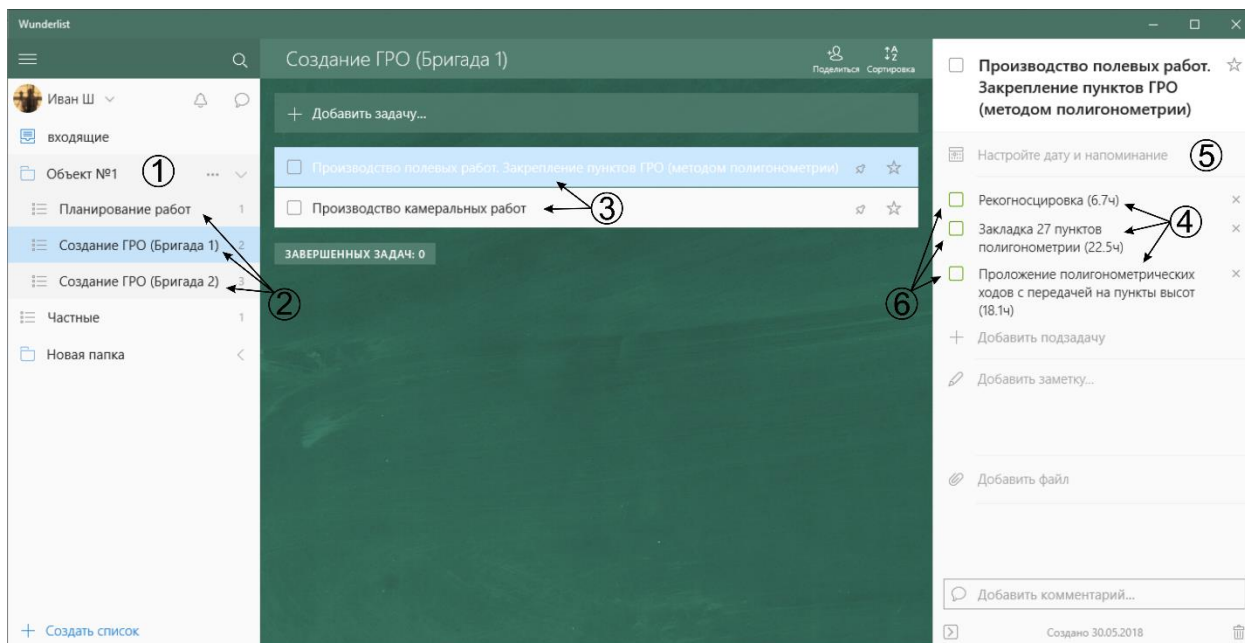 Wunderlist
Иван Ш
входящие
Объект №1
①
Планирование работ 1
Создание ГРО (Бригада 1) 2
Создание ГРО (Бригада 2) 3
②
Частные 1
Новая папка
Создать список
Создание ГРО (Бригада 1)
Поделиться
Сортировка
Добавить задачу...
Производство полевых работ. Закрепление пунктов ГРО (методом полигонометрии)
Производство камеральных работ
③
ЗАВЕРШЕННЫХ ЗАДАЧ: 0
Производство полевых работ.
Закрепление пунктов ГРО
(методом полигонометрии)
Настройте дату и напоминание
⑤
Рекогносцировка (6.7ч)
④
Закладка 27 пунктов
полигонометрии (22.5ч)
Проложение полигонометрических
ходов с передачей на пункты высот
(18.1ч)
⑥
Добавить подзадачу
Добавить заметку...
Добавить файл
Добавить комментарий...
Создано 30.05.2018